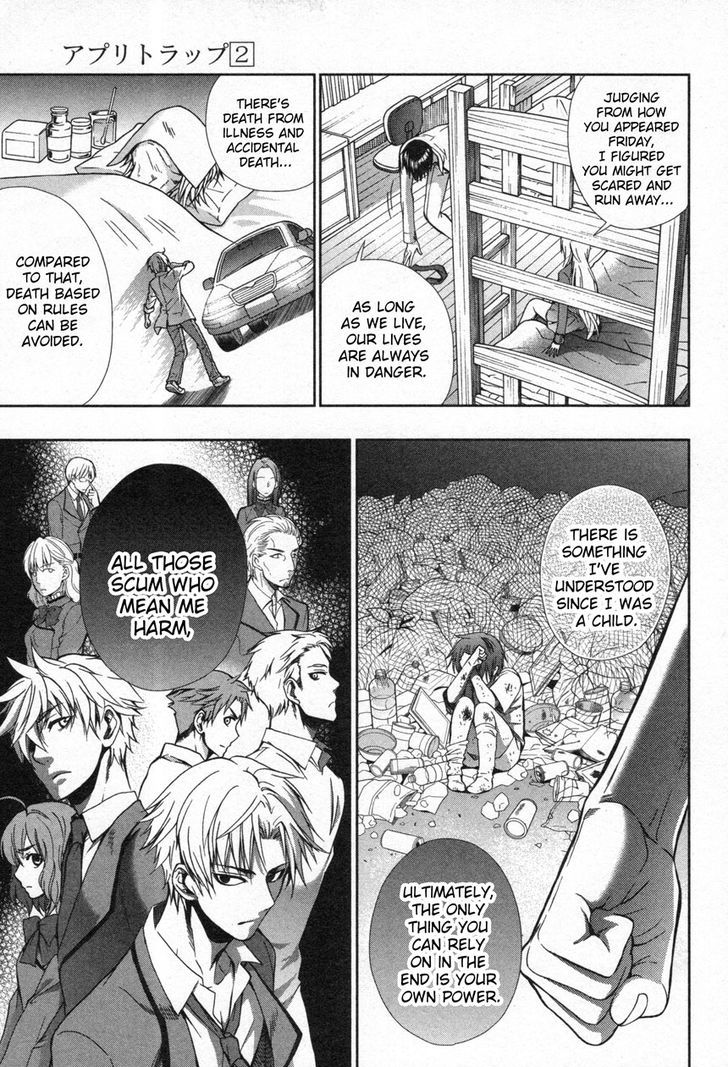 アプリトラップ2
JUDGING
FROM HOW
YOU APPEARED
FRIDAY,
I FIGURED
YOU MIGHT GET
SCARED AND
RUN AWAY...
AS LONG
AS WE LIVE,
OUR LIVES
ARE ALWAYS
IN DANGER.
THERE'S
DEATH FROM
ILLNESS AND
ACCIDENTAL
DEATH...
COMPARED
TO THAT,
DEATH BASED
ON RULES
CAN BE
AVOIDED.
THERE IS
SOMETHING
I'VE
UNDERSTOOD
SINCE I WAS
A CHILD.
ULTIMATELY,
THE ONLY
THING YOU
CAN RELY
ON IN THE
END IS YOUR
OWN POWER.
ALL THOSE
SCUM WHO
MEAN ME
HARM,